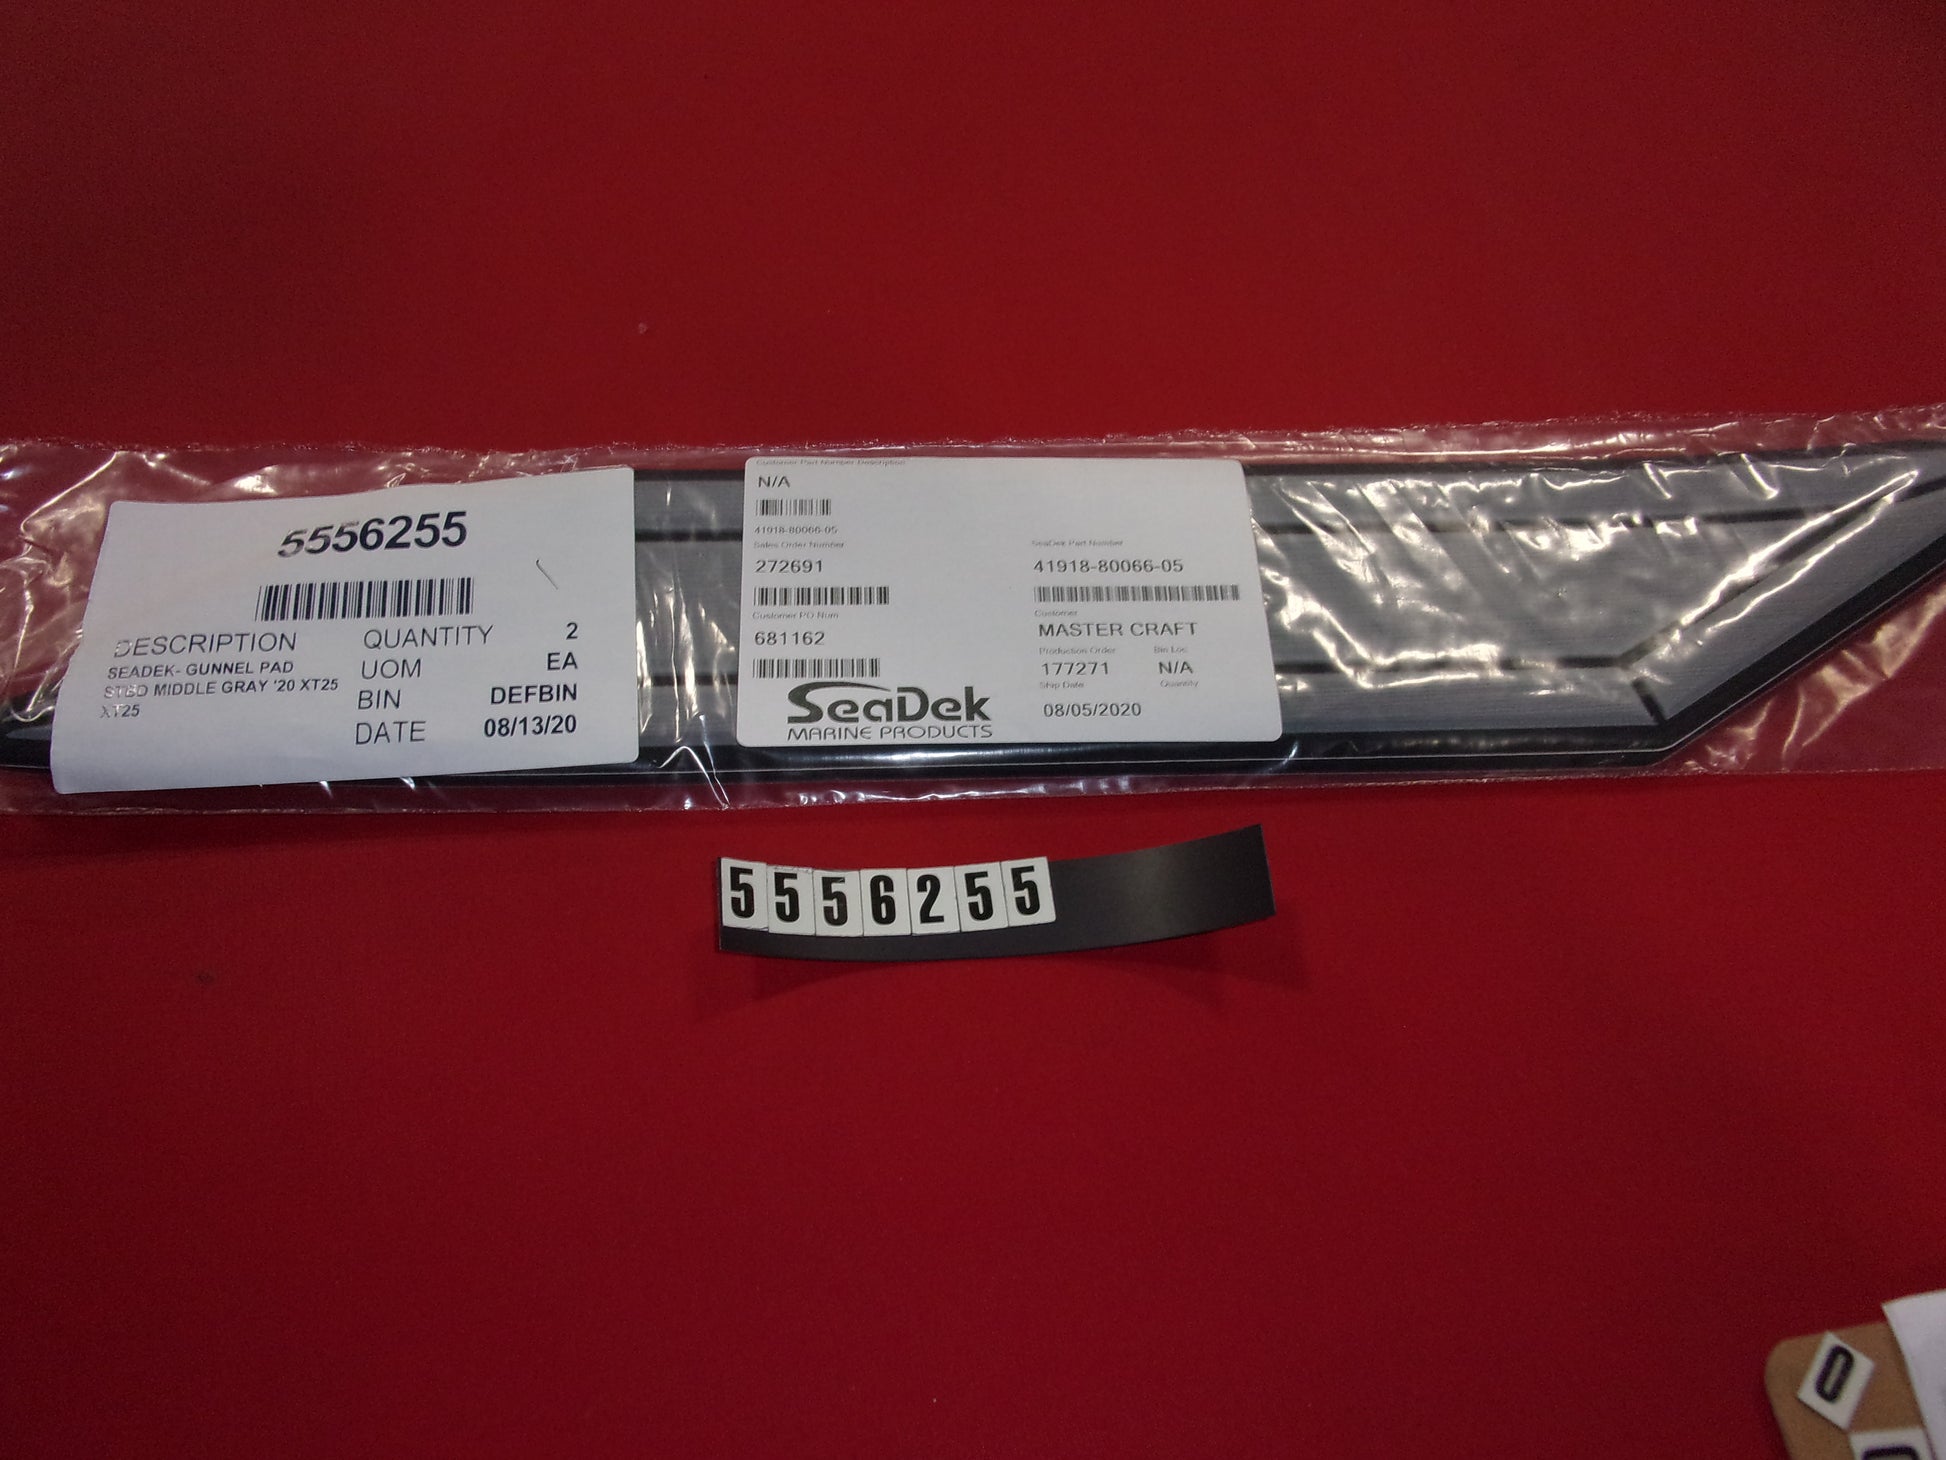 5556255
DESCRIPTION
SEADEK- GUNNEL PAD
STBD MIDDLE GRAY '20 XT25
XT25
QUANTITY 2
UOM EA
BIN DEFBIN
DATE 08/13/20
Customer Part Number Description
N/A
41918-80066-05
Sales Order Number
272691
Customer PO Num
681162
SeaDek
MARINE PRODUCTS
SeaDek Part Number
41918-80066-05
Customer
MASTER CRAFT
Production Order Bin Loc
177271 N/A
Ship Date Quantity
08/05/2020
5556255
0
0